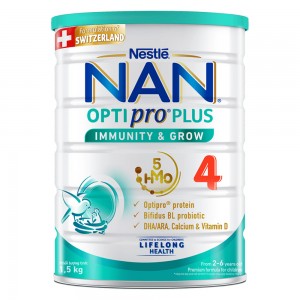 SWITZERLAND
Nestlé
NAN
OPTIpro® PLUS
IMMUNITY & GROW
5
HMO
4
✓ Optipro® protein
✓ Bifidus BL probiotic
✓ DHA/ARA, Calcium & Vitamin D
LIFELONG
HEALTH
From 2-6 years
Premium formula for children
1,5 kg